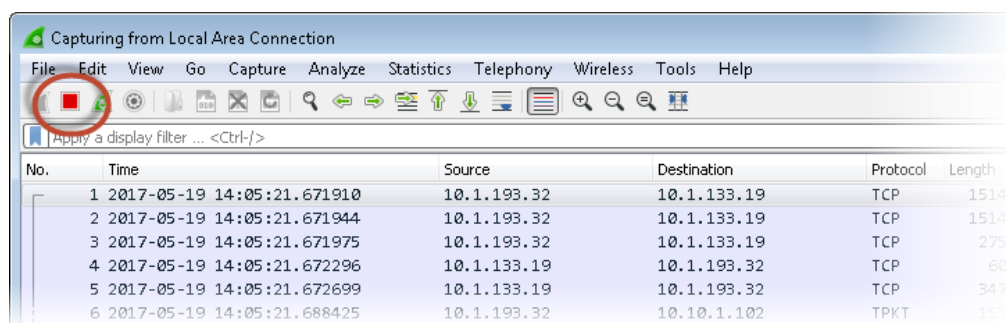 Capturing from Local Area Connection
File Edit View Go Capture Analyze Statistics Telephony Wireless Tools Help
Apply a display filter ... <Ctrl-/>
No. Time Source Destination Protocol Length
1 2017-05-19 14:05:21.671910 10.1.193.32 10.1.133.19 TCP 1514
2 2017-05-19 14:05:21.671944 10.1.193.32 10.1.133.19 TCP 1514
3 2017-05-19 14:05:21.671975 10.1.193.32 10.1.133.19 TCP 275
4 2017-05-19 14:05:21.672296 10.1.133.19 10.1.193.32 TCP 60
5 2017-05-19 14:05:21.672699 10.1.133.19 10.1.193.32 TCP 347
6 2017-05-19 14:05:21.688425 10.1.193.32 10.10.1.102 TPKT